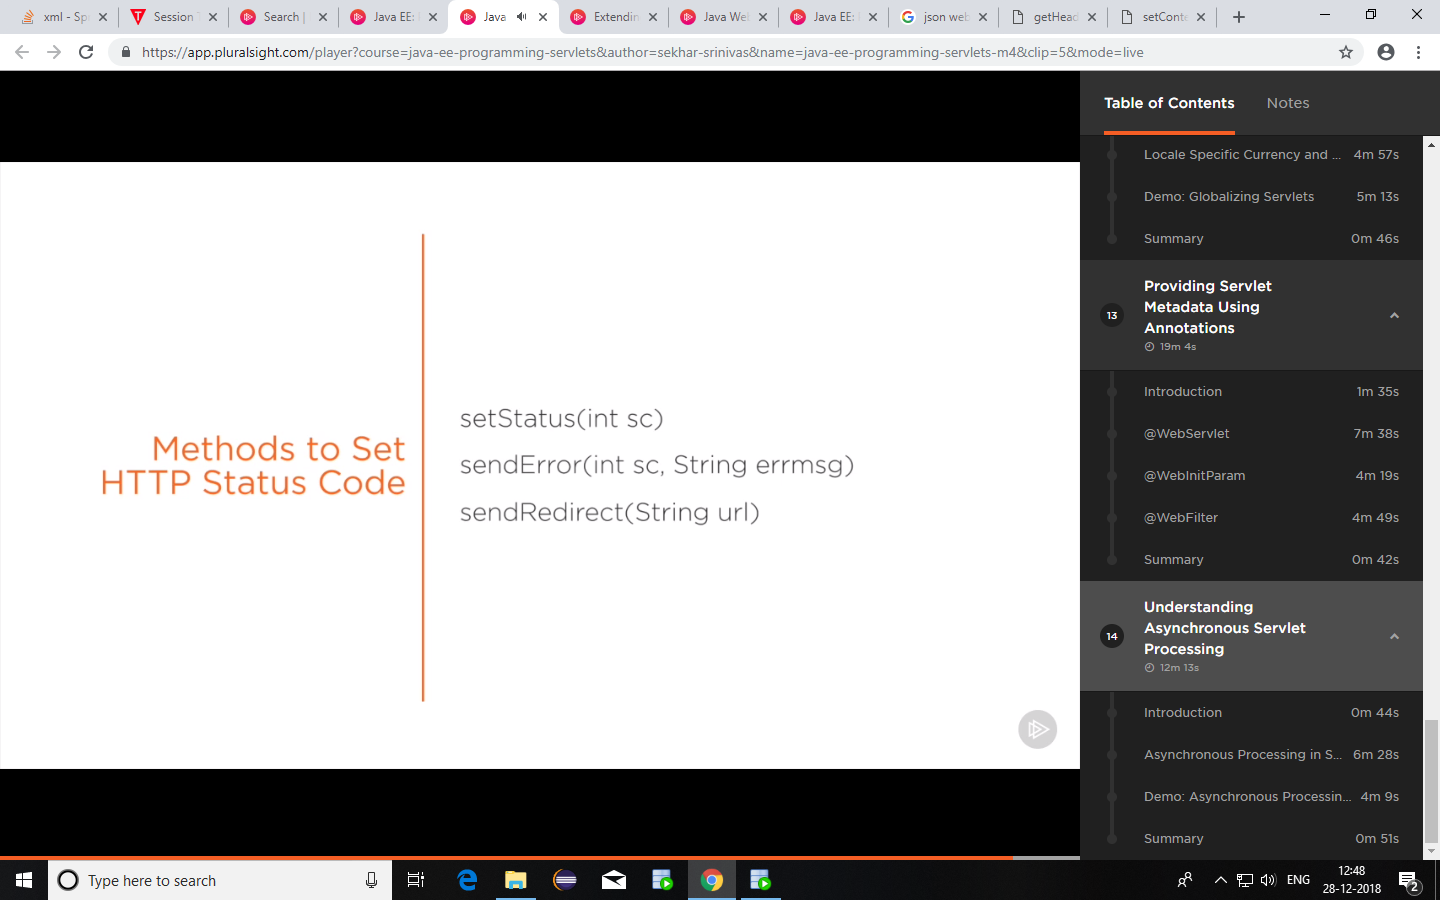 xml - Spr
Session T
Search |
Java EE:
Java
Extendin
Java Web
Java EE:
json web
getHead
setConte
https://app.pluralsight.com/player?course=java-ee-programming-servlets&author=sekhar-srinivas&name=java-ee-programming-servlets-m4&clip=5&mode=live
Methods to Set
HTTP Status Code
setStatus(int sc)
sendError(int sc, String errmsg)
sendRedirect(String url)
Table of Contents
Notes
Locale Specific Currency and ... 4m 57s
Demo: Globalizing Servlets 5m 13s
Summary 0m 46s
13
Providing Servlet
Metadata Using
Annotations
19m 4s
Introduction 1m 35s
@WebServlet 7m 38s
@WebInitParam 4m 19s
@WebFilter 4m 49s
Summary 0m 42s
14
Understanding
Asynchronous Servlet
Processing
12m 13s
Introduction 0m 44s
Asynchronous Processing in S... 6m 28s
Demo: Asynchronous Processin... 4m 9s
Summary 0m 51s
Type here to search
ENG
12:48
28-12-2018
2